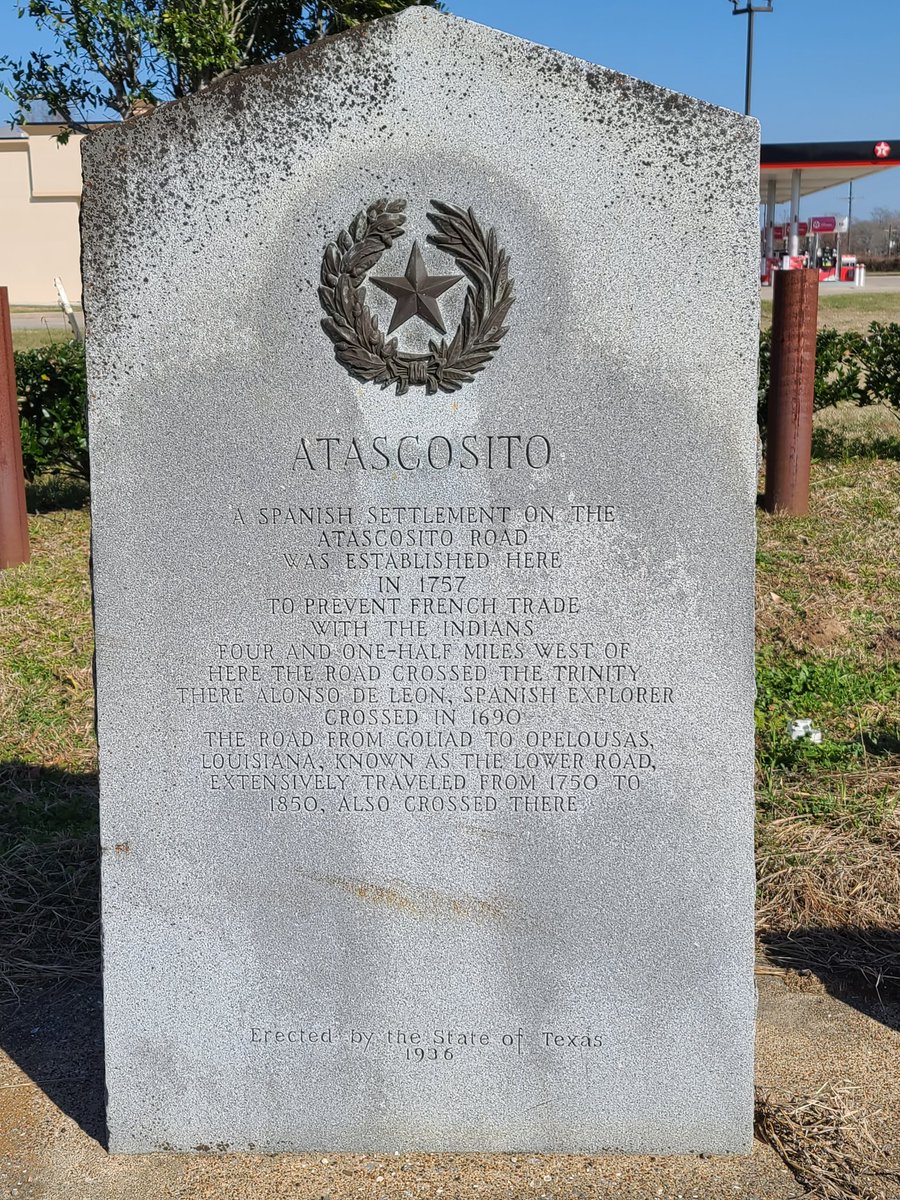 ATASCOSITO
A SPANISH SETTLEMENT ON THE
ATASCOSITO ROAD
WAS ESTABLISHED HERE
IN 1757
TO PREVENT FRENCH TRADE
WITH THE INDIANS
FOUR AND ONE-HALF MILES WEST OF
HERE THE ROAD CROSSED THE TRINITY
THERE ALONSO DE LEON, SPANISH EXPLORER
CROSSED IN 1690
THE ROAD FROM GOLIAD TO OPELOUSAS,
LOUISIANA, KNOWN AS THE LOWER ROAD,
EXTENSIVELY TRAVELED FROM 1750 TO
1850, ALSO CROSSED THERE
Erected by the State of Texas
1936